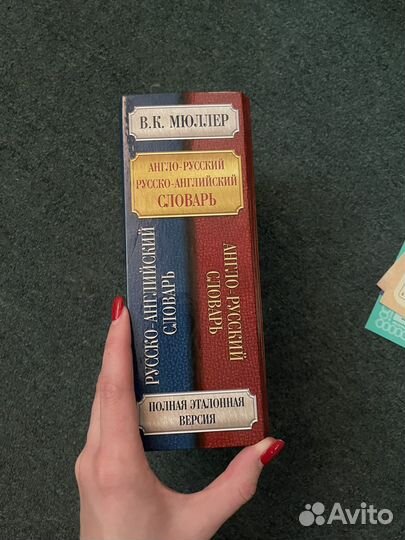 В.К. МЮЛЛЕР
АНГЛО-РУССКИЙ
РУССКО-АНГЛИЙСКИЙ
СЛОВАРЬ
РУССКО-АНГЛИЙСКИЙ
СЛОВАРЬ
АНГЛО-РУССКИЙ
СЛОВАРЬ
ПОЛНАЯ ЭТАЛОННАЯ
ВЕРСИЯ
Avito